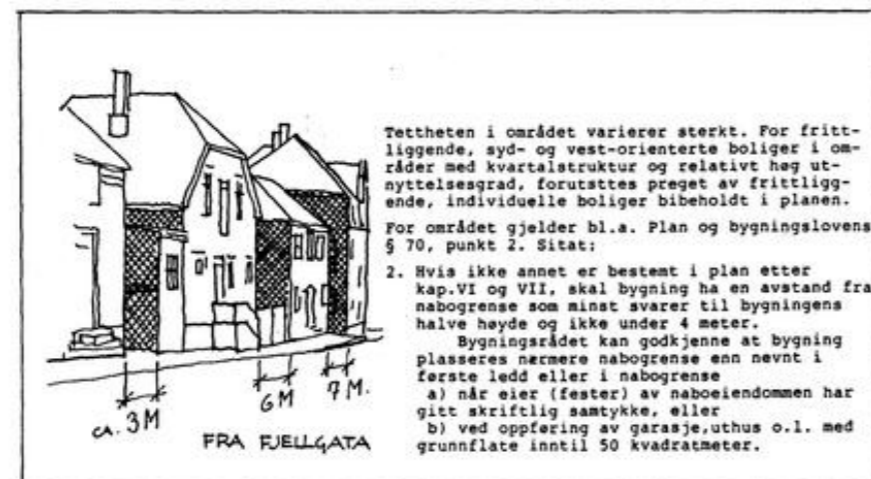 Tettheten i området varierer sterkt. For fritt-
liggende, syd- og vest-orienterte boliger i om-
råder med kvartalstruktur og relativt høg ut-
nyttelsesgrad, forutsttes preget av frittligg-
ende, individuelle boliger bibeholdt i planen.
For området gjelder bl.a. Plan og bygningslovens
§ 70, punkt 2. Sitat;
2. Hvis ikke annet er bestemt i plan etter
kap.VI og VII, skal bygning ha en avstand fra
nabogrense som minst svarer til bygningens
halve høyde og ikke under 4 meter.
Bygningsrådet kan godkjenne at bygning
plasseres nærmere nabogrense enn nevnt i
første ledd eller i nabogrense
a) når eier (fester) av naboeiendommen har
gitt skriftlig samtykke, eller
b) ved oppføring av garasje,uthus o.l. med
grunnflate inntil 50 kvadratmeter.
ca. 3 M
6 M
7 M.
FRA FJELLGATA